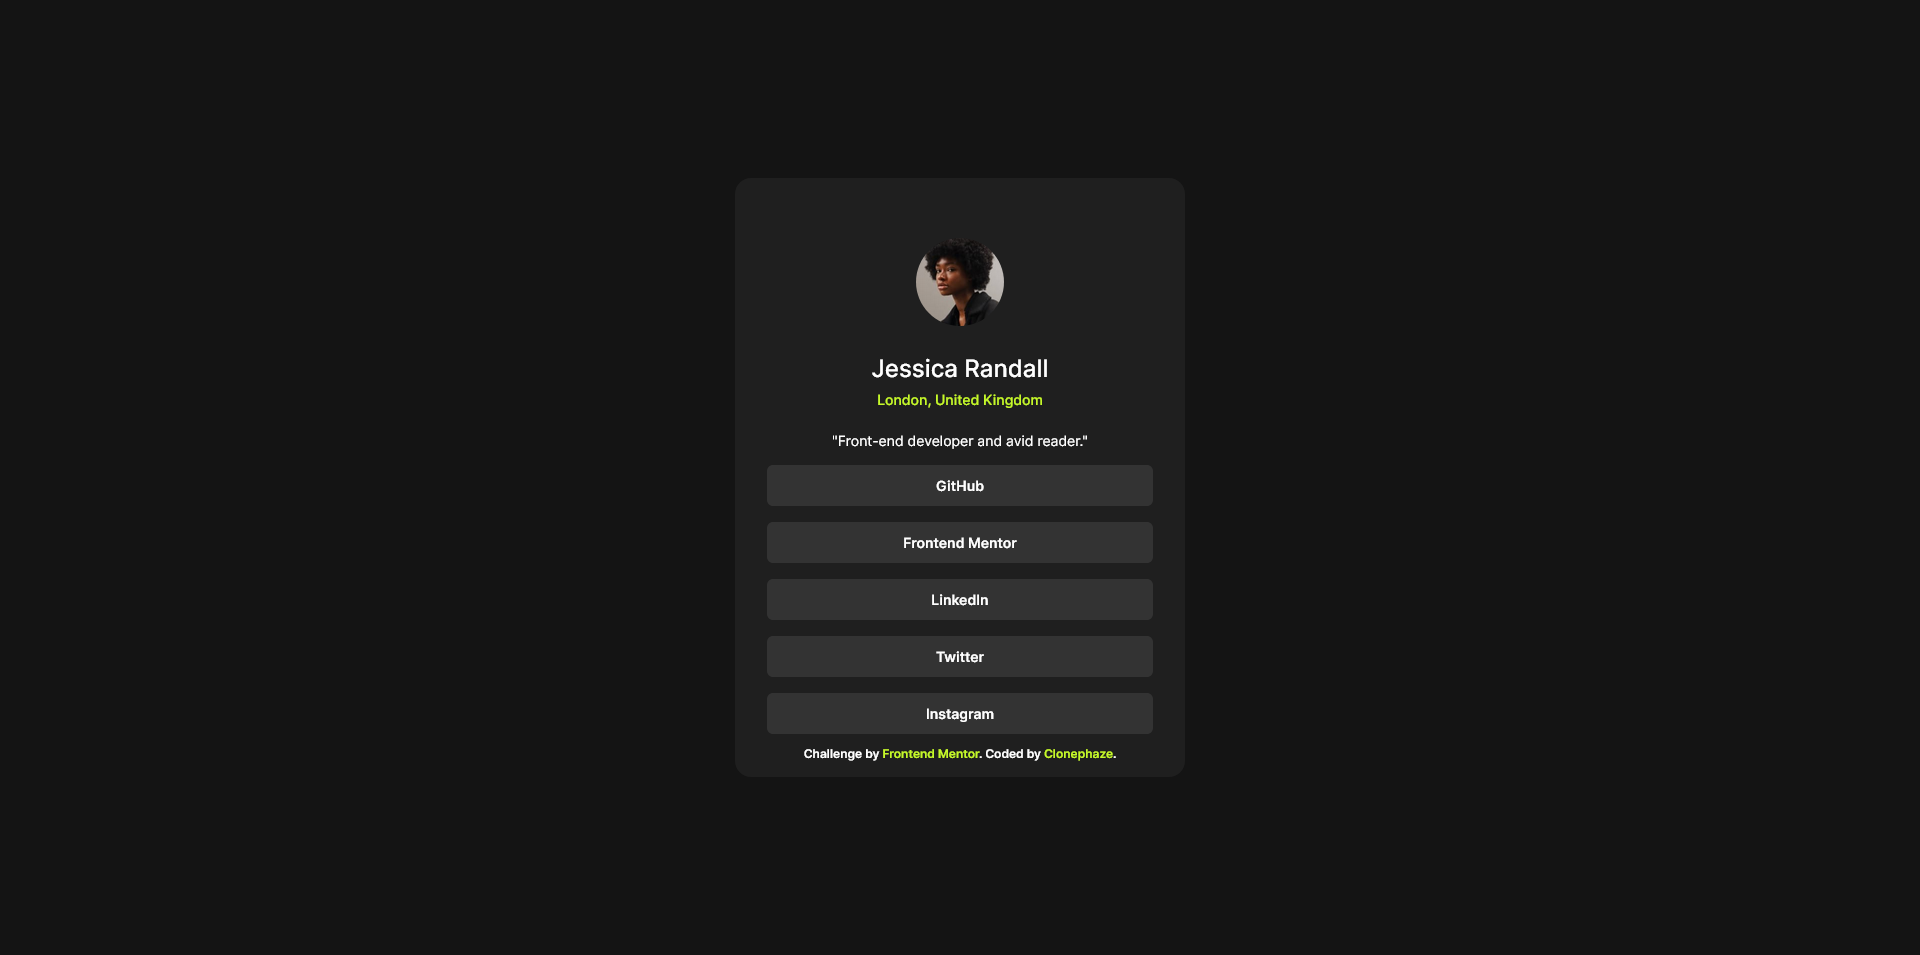 Jessica Randall
London, United Kingdom
"Front-end developer and avid reader."
GitHub
Frontend Mentor
LinkedIn
Twitter
Instagram
Challenge by Frontend Mentor. Coded by Clonephaze.